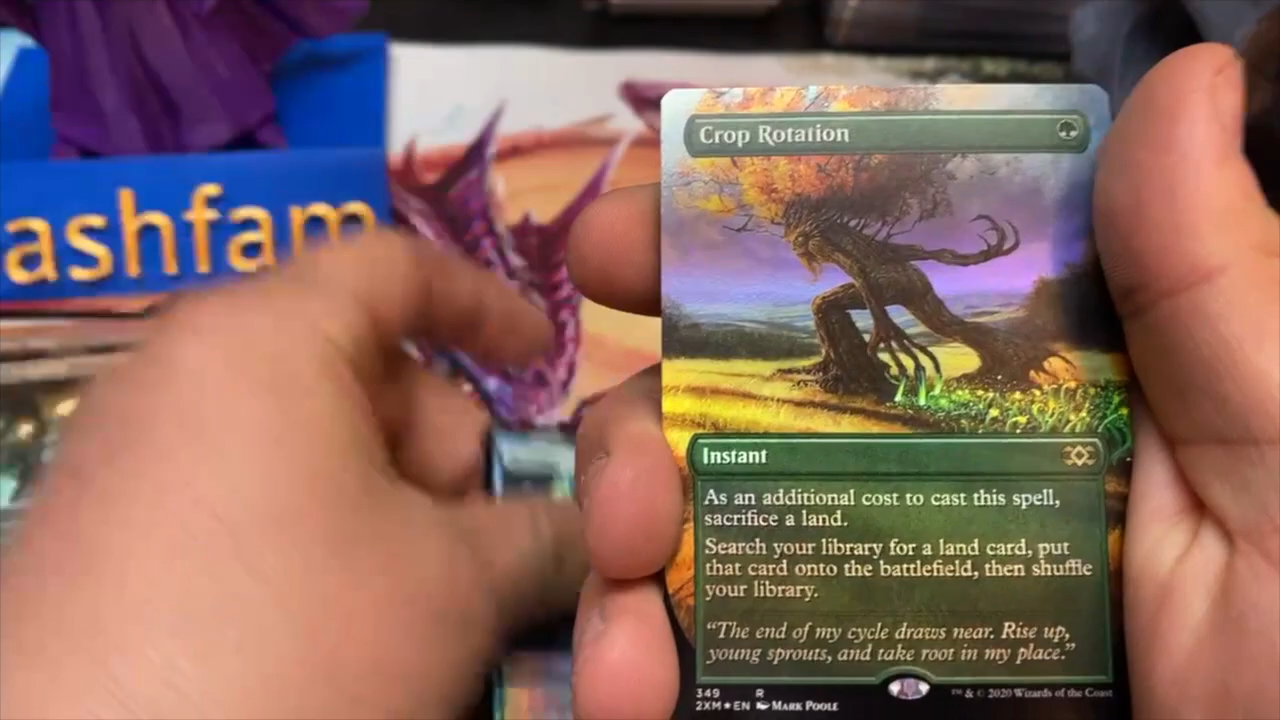 ashfam
Crop Rotation
Instant
As an additional cost to cast this spell,
sacrifice a land.
Search your library for a land card, put
that card onto the battlefield, then shuffle
your library.
“The end of my cycle draws near. Rise up,
young sprouts, and take root in my place.”
349 R
2XM★EN MARK POOLE
™ & © 2020 Wizards of the Coast